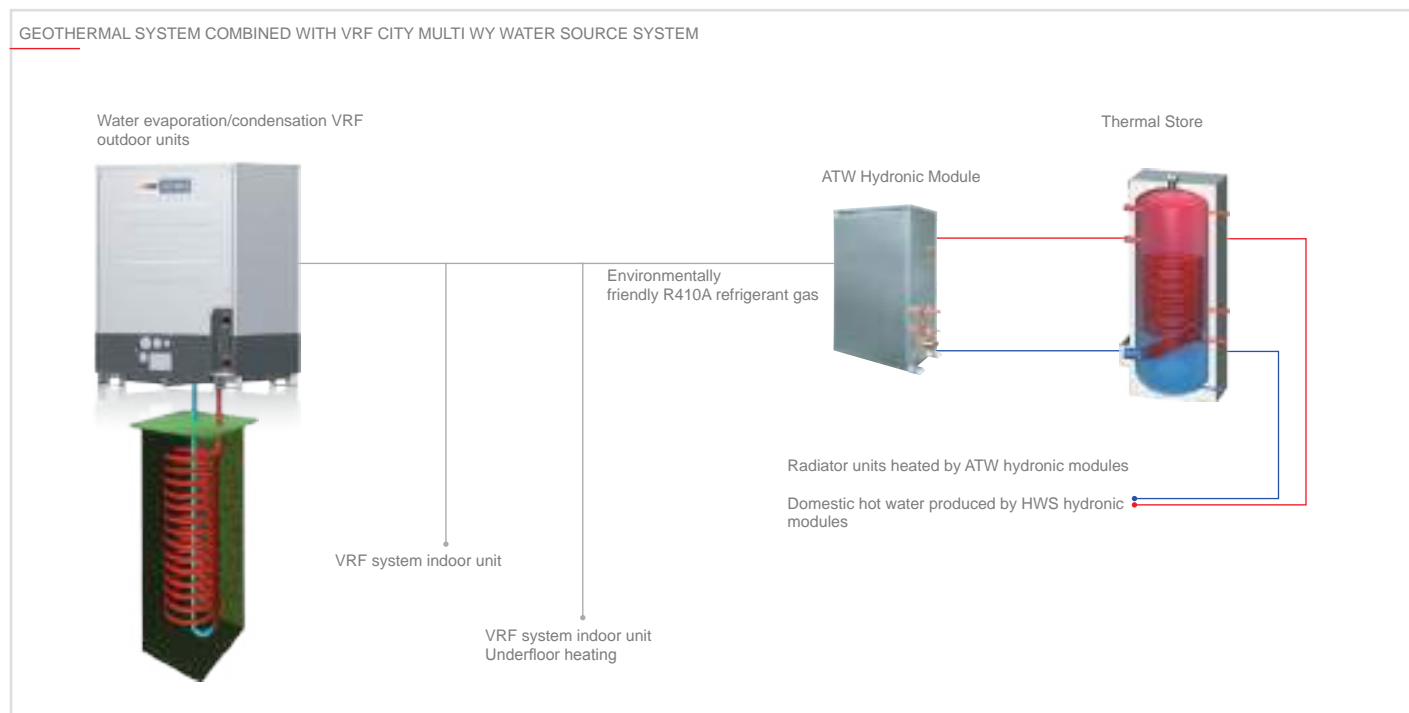 GEOTHERMAL SYSTEM COMBINED WITH VRF CITY MULTI WY WATER SOURCE SYSTEM
Water evaporation/condensation VRF
outdoor units
Thermal Store
ATW Hydronic Module
Environmentally
friendly R410A refrigerant gas
Radiator units heated by ATW hydronic modules
Domestic hot water produced by HWS hydronic
modules
VRF system indoor unit
VRF system indoor unit
Underfloor heating